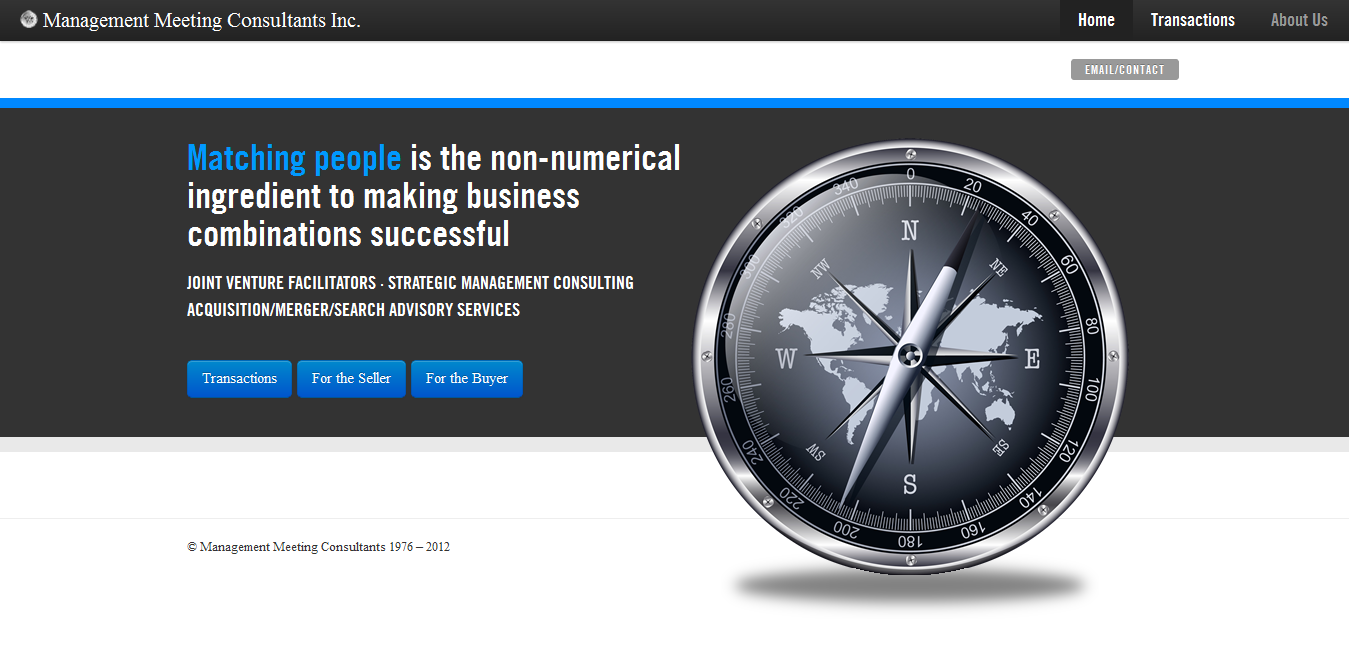 Management Meeting Consultants Inc.
Home
Transactions
About Us
EMAIL/CONTACT
Matching people is the non-numerical
ingredient to making business
combinations successful
JOINT VENTURE FACILITATORS · STRATEGIC MANAGEMENT CONSULTING
ACQUISITION/MERGER/SEARCH ADVISORY SERVICES
Transactions
For the Seller
For the Buyer
0
20
40
60
80
100
120
140
160
180
200
220
240
260
280
300
320
340
N
NE
E
SE
S
SW
W
NW
© Management Meeting Consultants 1976 – 2012